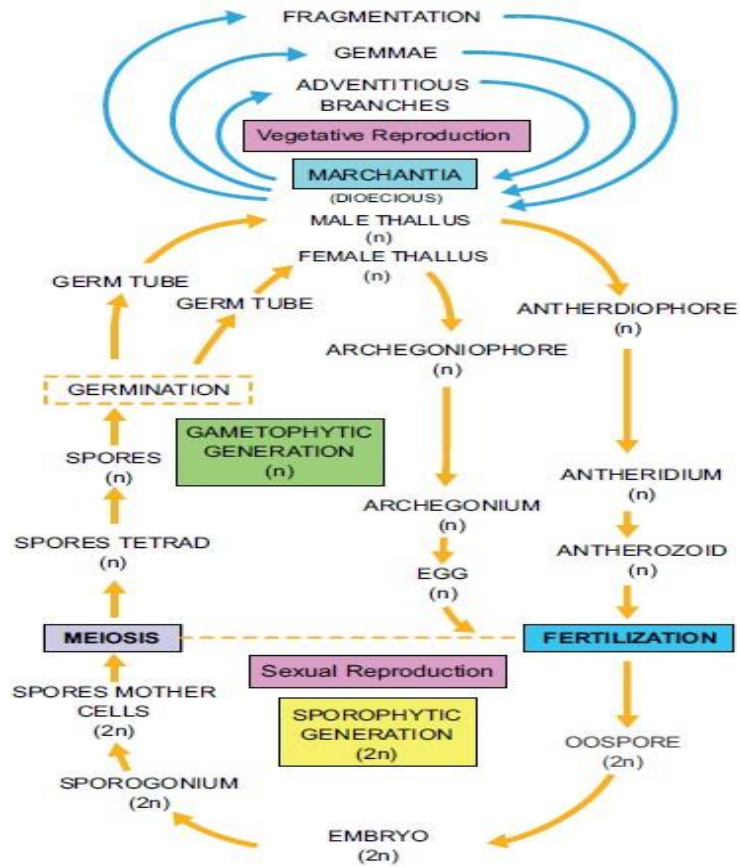 FRAGMENTATION
GEMMAE
ADVENTITIOUS
BRANCHES
Vegetative Reproduction
MARCHANTIA
(DIOECIOUS)
MALE THALLUS
(n)
FEMALE THALLUS
(n)
GERM TUBE
GERM TUBE
ANTHERDIOPHORE
(n)
ARCHEGONIOPHORE
(n)
GERMINATION
GAMETOPHYTIC
GENERATION
(n)
SPORES
(n)
ANTHERIDIUM
(n)
ARCHEGONIUM
(n)
SPORES TETRAD
(n)
ANTHEROZOID
(n)
EGG
(n)
MEIOSIS
FERTILIZATION
Sexual Reproduction
SPORES MOTHER
CELLS
(2n)
SPOROPHYTIC
GENERATION
(2n)
OOSPORE
(2n)
SPOROGONIUM
(2n)
EMBRYO
(2n)